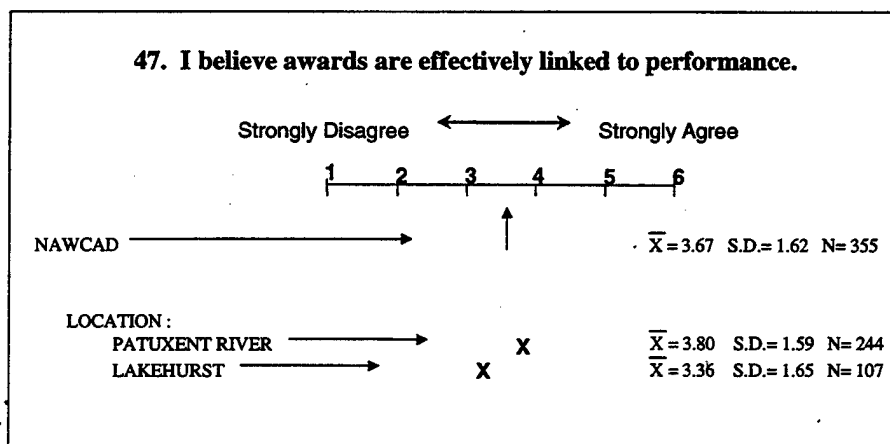 47. I believe awards are effectively linked to performance.
Strongly Disagree Strongly Agree
1 2 3 4 5 6
NAWCAD X̄ = 3.67 S.D.= 1.62 N= 355
LOCATION :
PATUXENT RIVER X X̄ = 3.80 S.D.= 1.59 N= 244
LAKEHURST X X̄ = 3.36 S.D.= 1.65 N= 107